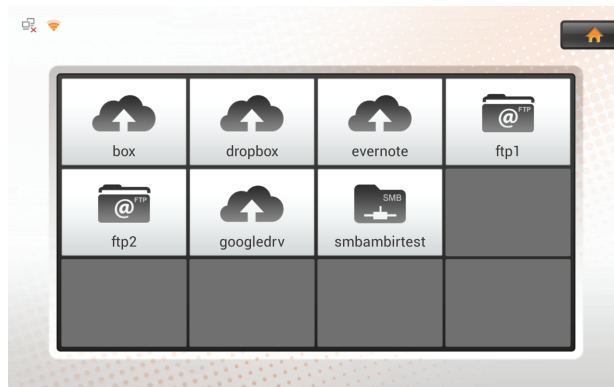 box
dropbox
evernote
@ FTP
ftp1
@ FTP
ftp2
googledrv
SMB
smbambirtest